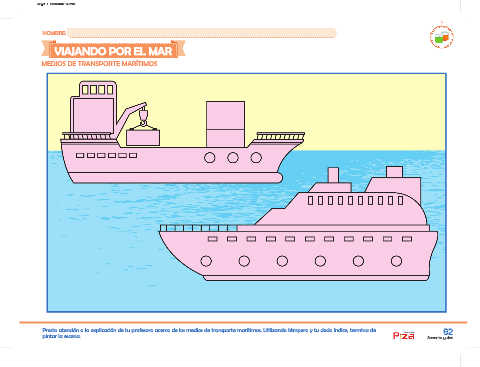 NOMBRE:
VIAJANDO POR EL MAR
MEDIOS DE TRANSPORTE MARÍTIMOS
Presta atención a la explicación de tu profesora acerca de los medios de transporte marítimos. Utilizando témpera y tu dedo índice, termina de
pintar la escena.
62